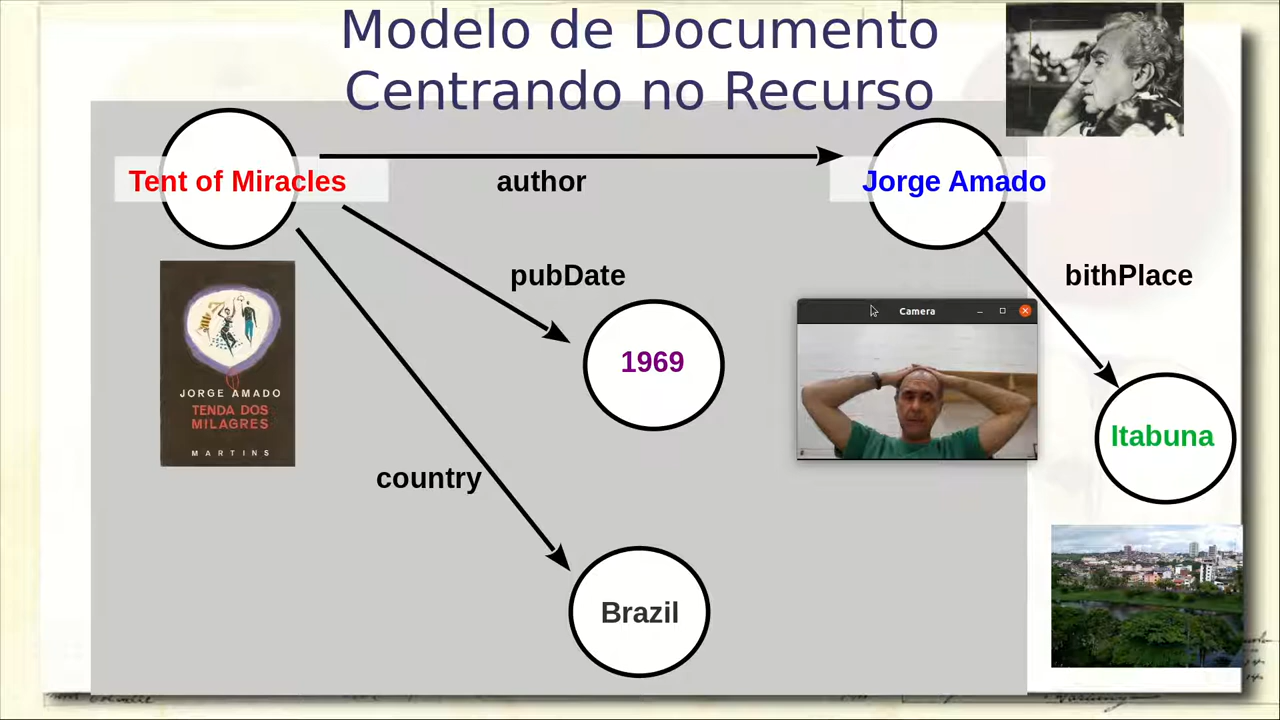 Modelo de Documento
Centrando no Recurso
Tent of Miracles
author
Jorge Amado
pubDate
bithPlace
1969
Camera
JORGE AMADO
TENDA DOS
MILAGRES
MARTINS
Itabuna
country
Brazil